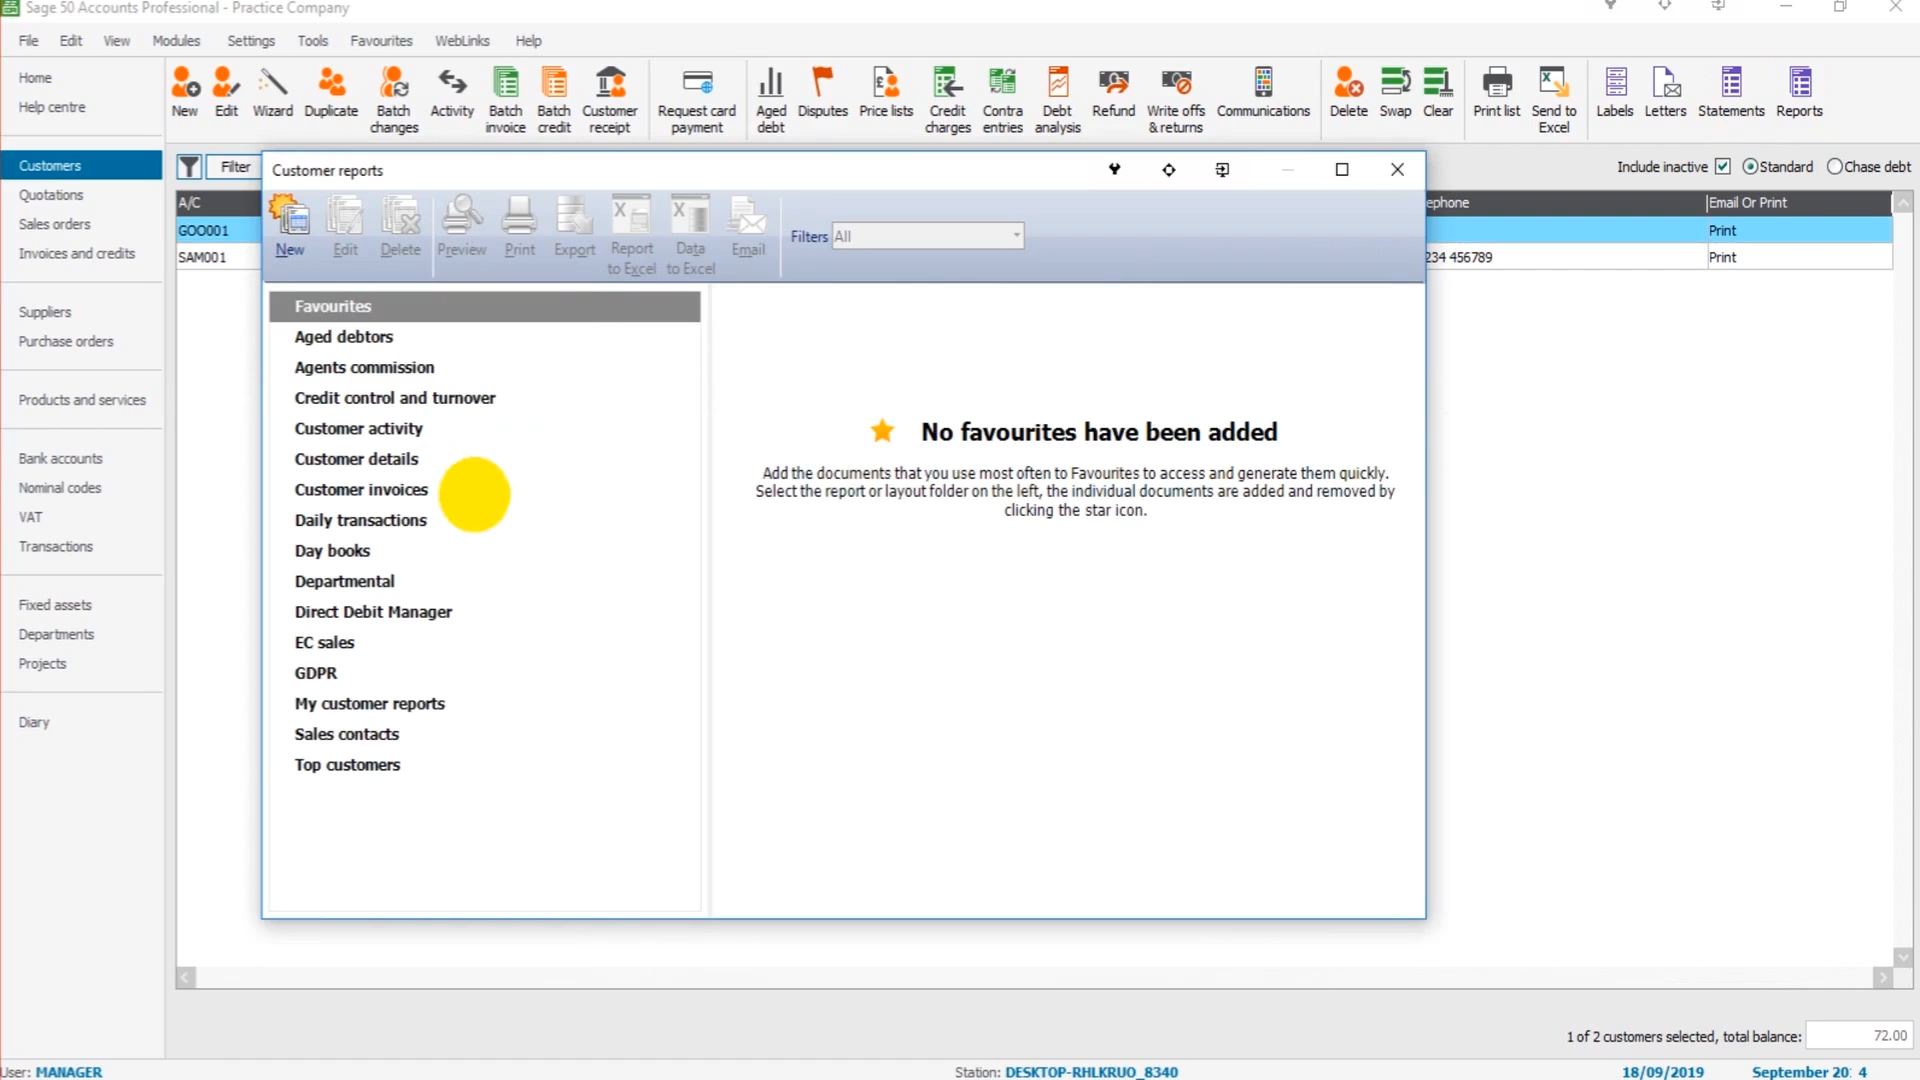 Sage 50 Accounts Professional - Practice Company
File Edit View Modules Settings Tools Favourites WebLinks Help
Home
Help centre
Customers
Quotations
Sales orders
Invoices and credits
Suppliers
Purchase orders
Products and services
Bank accounts
Nominal codes
VAT
Transactions
Fixed assets
Departments
Projects
Diary
New Edit Wizard Duplicate Batch changes Activity Batch invoice Batch credit Customer receipt Request card payment Aged debt Disputes Price lists Credit charges Contra entries Debt analysis Refund Write offs & returns Communications Delete Swap Clear Print list Send to Excel Labels Letters Statements Reports
Filter
Include inactive Standard Chase debt
A/C ephone Email Or Print
GOO001 Print
SAM001 234 456789 Print
Customer reports
New Edit Delete Preview Print Export Report to Excel Data to Excel Email
Filters All
Favourites
Aged debtors
Agents commission
Credit control and turnover
Customer activity
Customer details
Customer invoices
Daily transactions
Day books
Departmental
Direct Debit Manager
EC sales
GDPR
My customer reports
Sales contacts
Top customers
No favourites have been added
Add the documents that you use most often to Favourites to access and generate them quickly.
Select the report or layout folder on the left, the individual documents are added and removed by
clicking the star icon.
1 of 2 customers selected, total balance: 72.00
User: MANAGER Station: DESKTOP-RHLKRUO_8340 18/09/2019 September